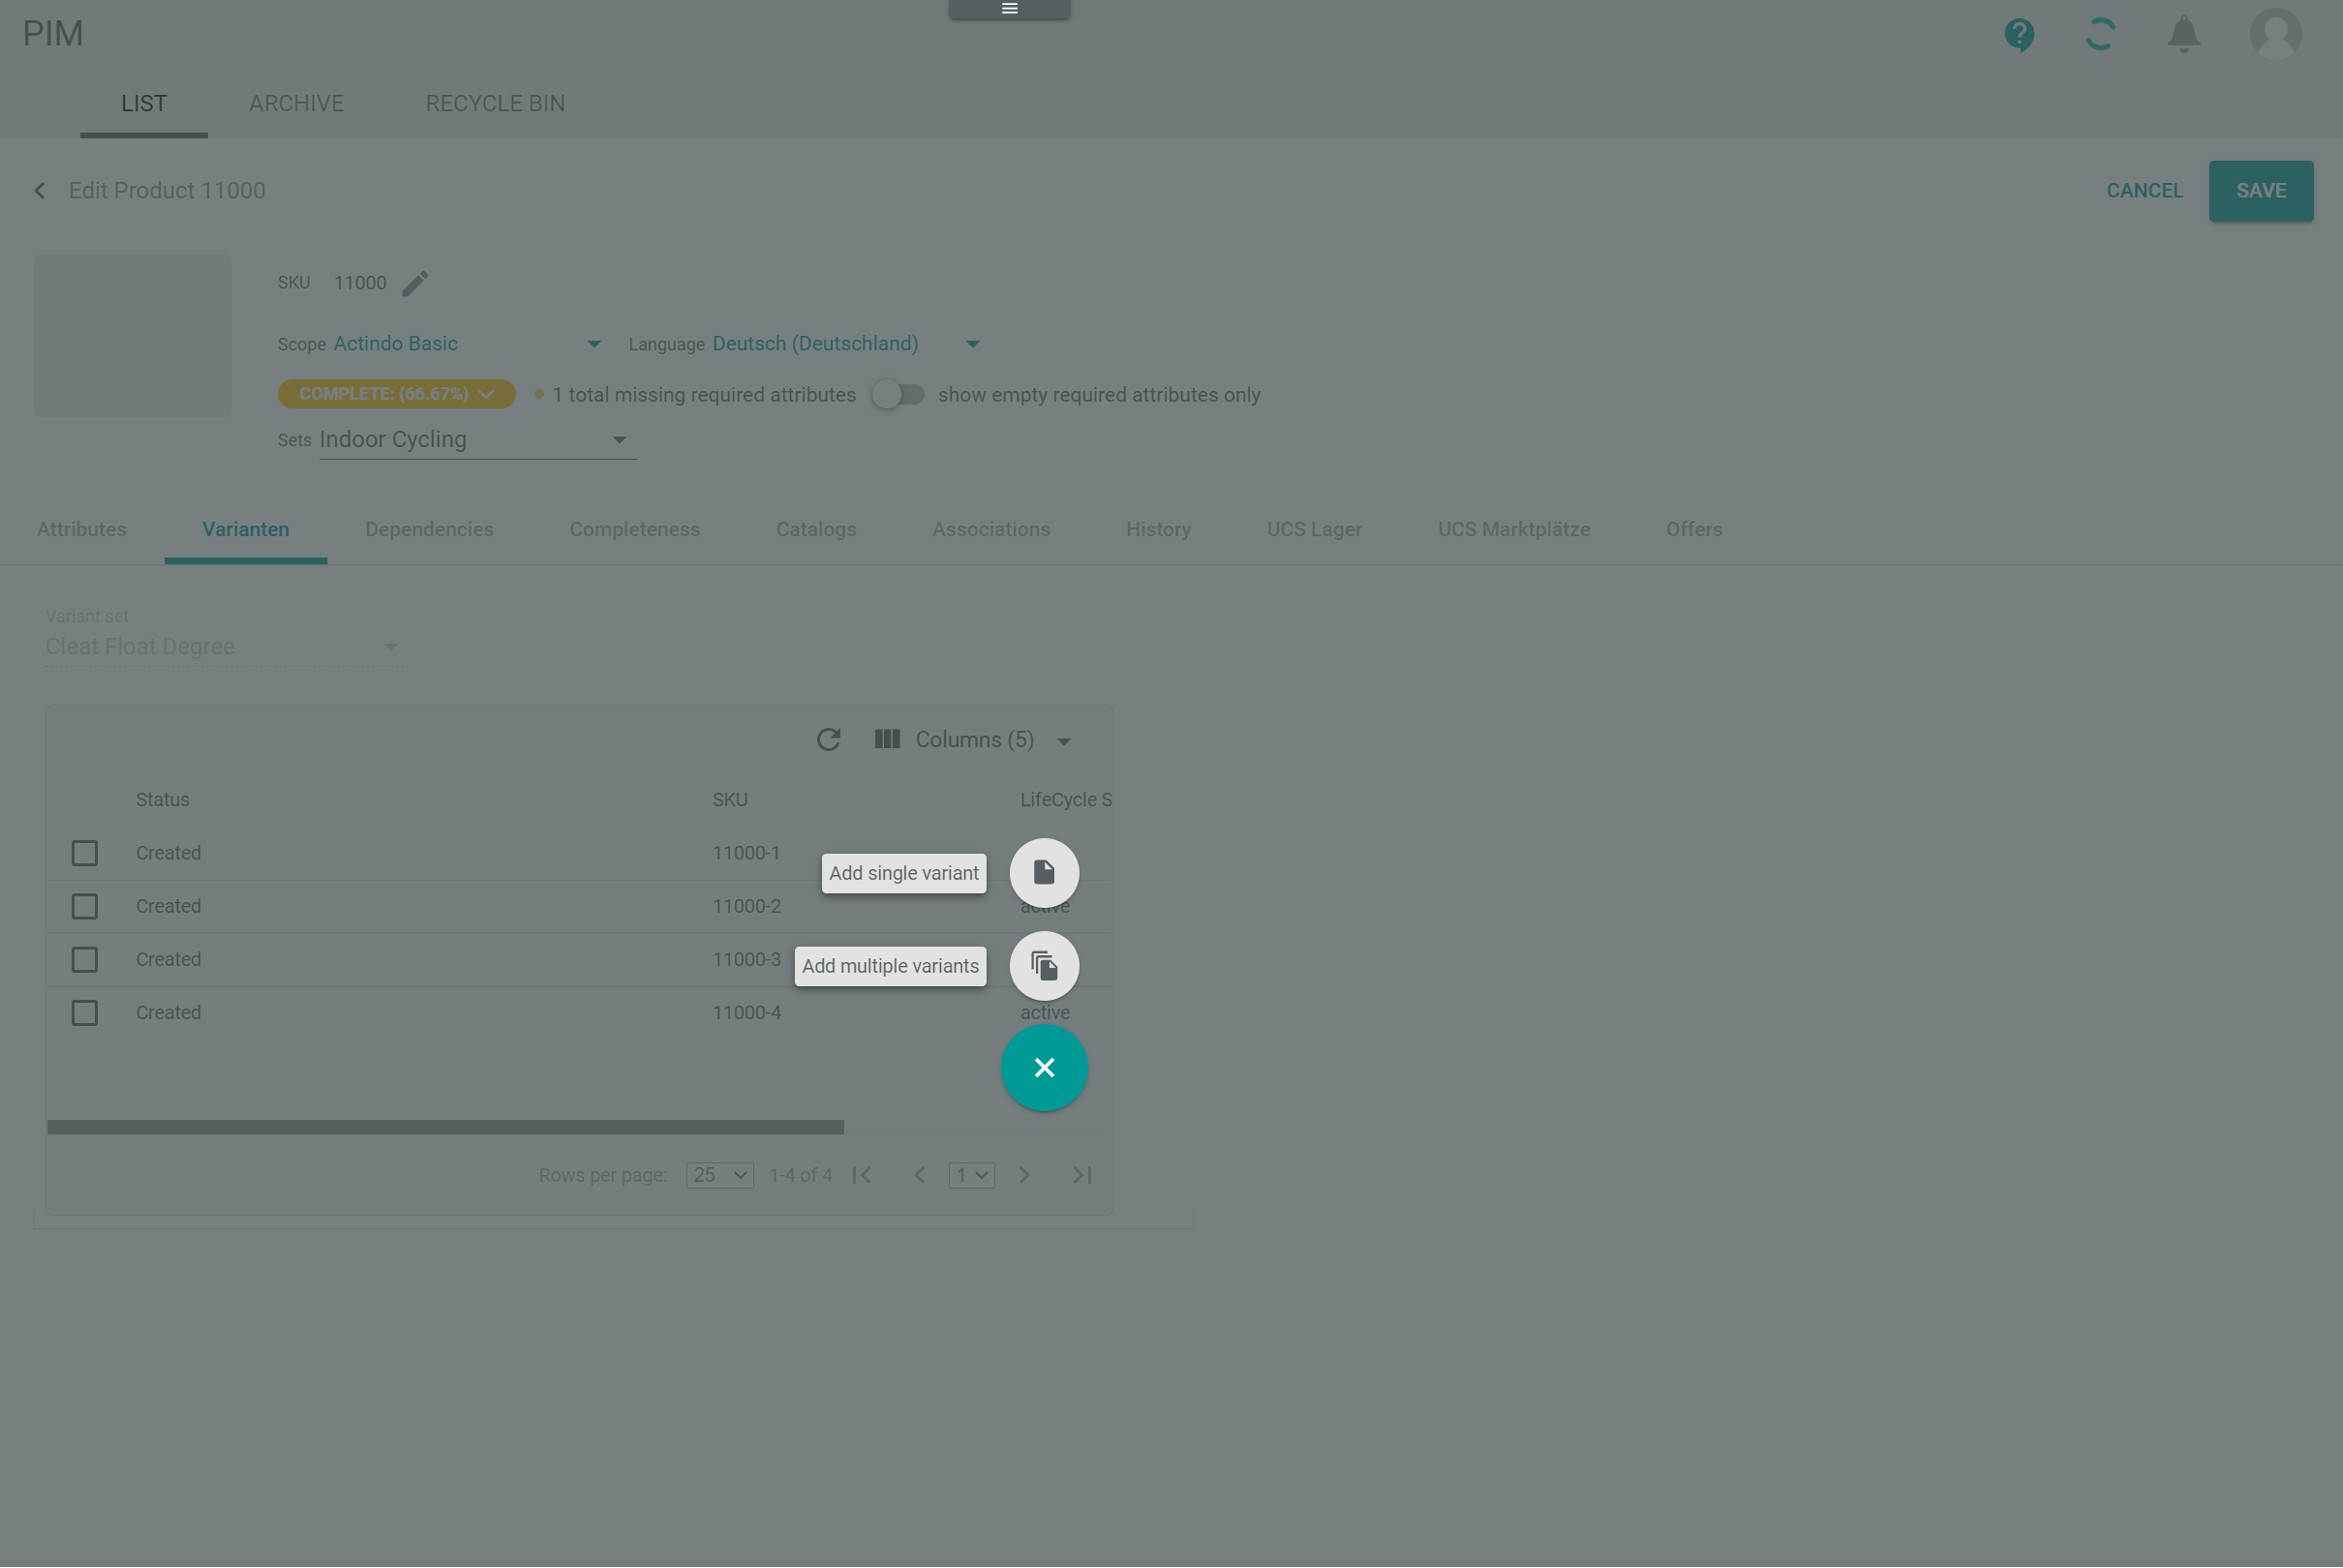 PIM
LIST ARCHIVE RECYCLE BIN
Edit Product 11000
CANCEL SAVE
SKU 11000
Scope Actindo Basic Language Deutsch (Deutschland)
COMPLETE: (66.67%) 1 total missing required attributes show empty required attributes only
Sets Indoor Cycling
Attributes Varianten Dependencies Completeness Catalogs Associations History UCS Lager UCS Marktplätze Offers
Variant set
Cleat Float Degree
Columns (5)
Status SKU LifeCycle S
Created 11000-1
Add single variant
Created 11000-2 active
Created 11000-3
Add multiple variants
Created 11000-4 active
Rows per page: 25 1-4 of 4 1